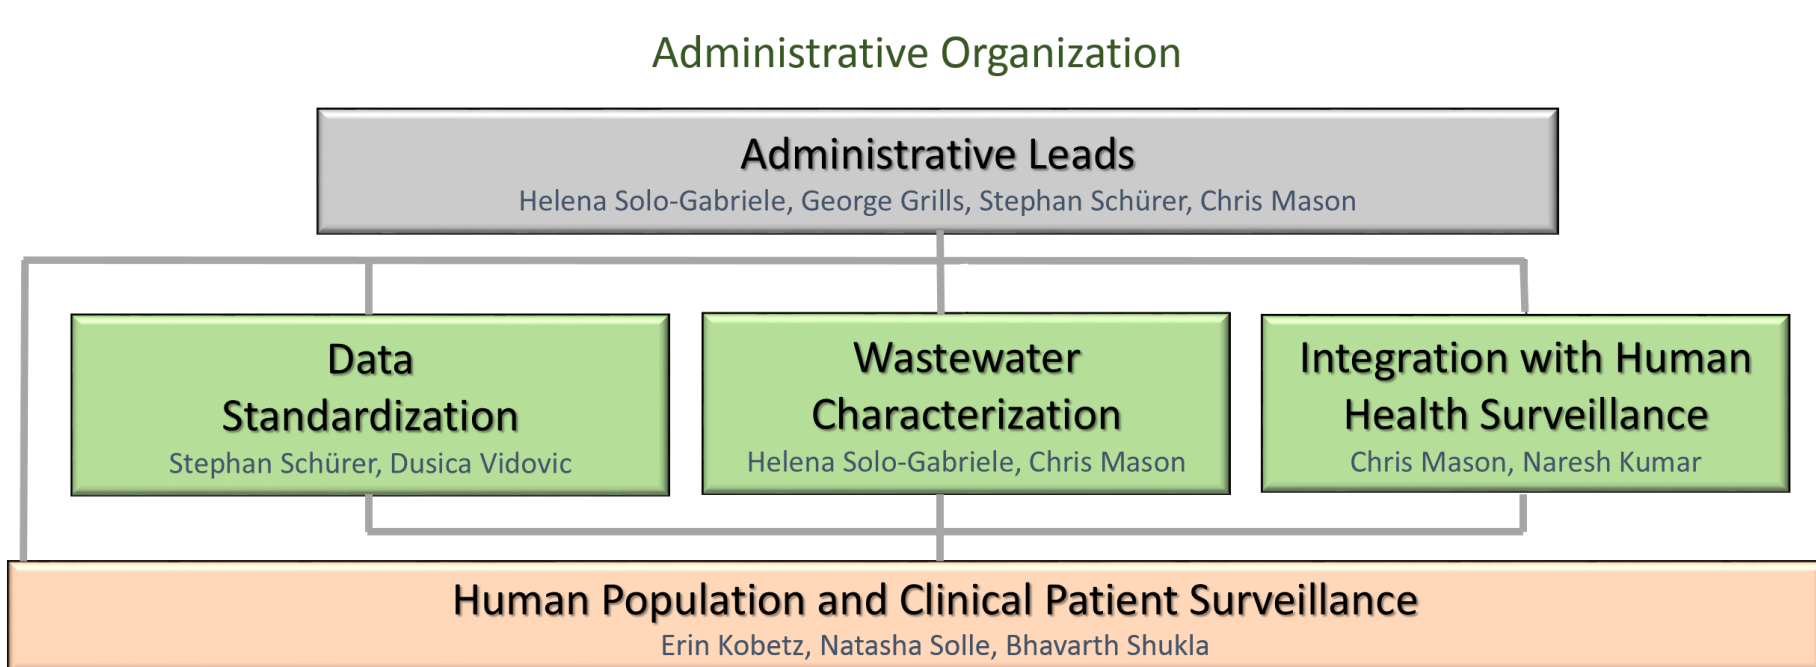 Administrative Organization
Administrative Leads
Helena Solo-Gabriele, George Grills, Stephan Schürer, Chris Mason
Data
Standardization
Stephan Schürer, Dusica Vidovic
Wastewater
Characterization
Helena Solo-Gabriele, Chris Mason
Integration with Human
Health Surveillance
Chris Mason, Naresh Kumar
Human Population and Clinical Patient Surveillance
Erin Kobetz, Natasha Solle, Bhavarth Shukla